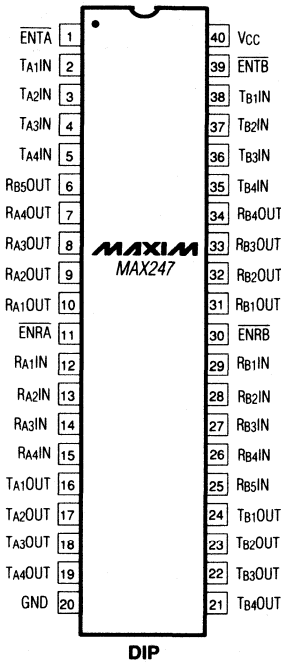 ENTA 1 40 VCC
TA1IN 2 39 ENTB
TA2IN 3 38 TB1IN
TA3IN 4 37 TB2IN
TA4IN 5 36 TB3IN
RB5OUT 6 35 TB4IN
RA4OUT 7 34 RB4OUT
RA3OUT 8 MAXIM 33 RB3OUT
RA2OUT 9 MAX247 32 RB2OUT
RA1OUT 10 31 RB1OUT
ENRA 11 30 ENRB
RA1IN 12 29 RB1IN
RA2IN 13 28 RB2IN
RA3IN 14 27 RB3IN
RA4IN 15 26 RB4IN
TA1OUT 16 25 RB5IN
TA2OUT 17 24 TB1OUT
TA3OUT 18 23 TB2OUT
TA4OUT 19 22 TB3OUT
GND 20 21 TB4OUT
DIP